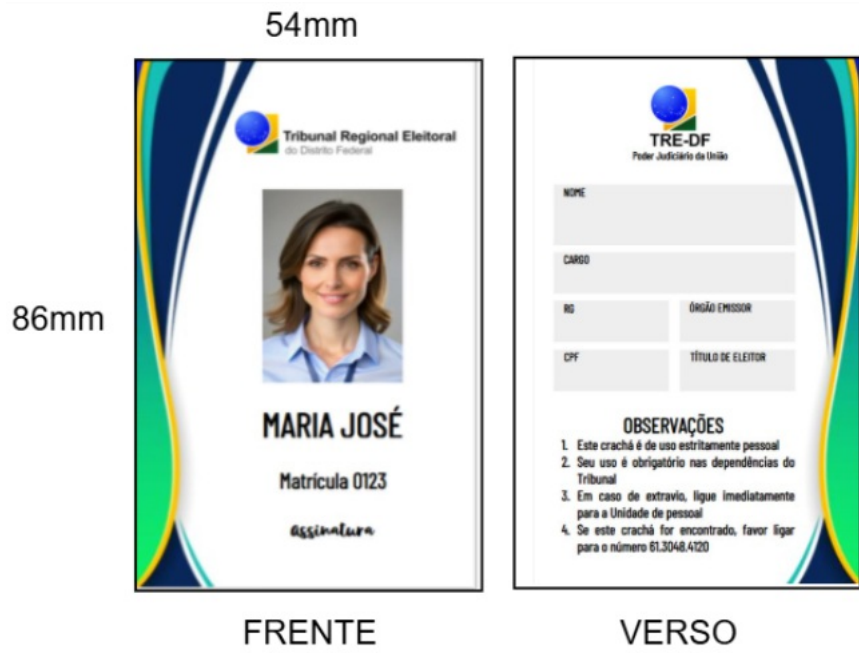 54mm
86mm
Tribunal Regional Eleitoral
do Distrito Federal
MARIA JOSÉ
Matrícula 0123
assinatura
FRENTE
TRE-DF
Poder Judiciário da União
NOME
CARGO
RG
ÓRGÃO EMISSOR
CPF
TÍTULO DE ELEITOR
OBSERVAÇÕES
1. Este crachá é de uso estritamente pessoal
2. Seu uso é obrigatório nas dependências do
Tribunal
3. Em caso de extravio, ligue imediatamente
para a Unidade de pessoal
4. Se este crachá for encontrado, favor ligar
para o número 61.3048.4120
VERSO